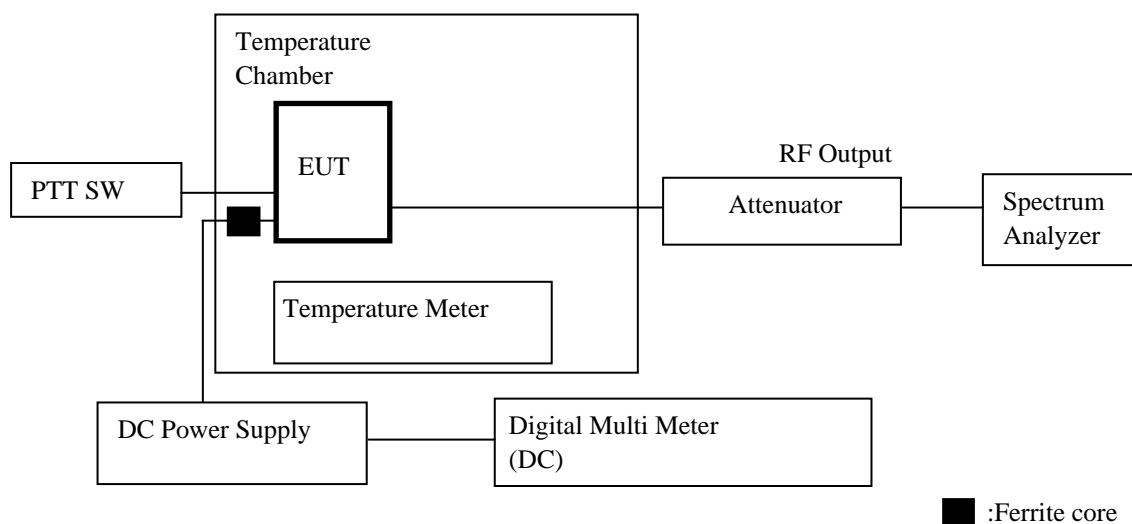 Temperature
Chamber
EUT
PTT SW
RF Output
Attenuator
Spectrum
Analyzer
Temperature Meter
DC Power Supply
Digital Multi Meter
(DC)
:Ferrite core